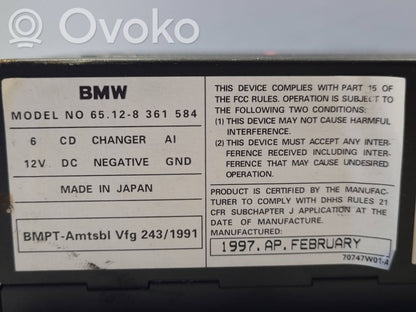 Ovoko
BMW
MODEL NO 65.12-8 361 584
6 CD CHANGER AI
12V DC NEGATIVE GND
MADE IN JAPAN
BMPT-Amtsbl Vfg 243/1991
THIS DEVICE COMPLIES WITH PART 15 OF
THE FCC RULES. OPERATION IS SUBJECT TO
(1) THIS DEVICE MAY NOT CAUSE HARMFUL
INTERFERENCE.
(2) THIS DEVICE MUST ACCEPT ANY INTER-
FERENCE RECEIVED INCLUDING INTER-
FERENCE THAT MAY CAUSE UNDESIRED
OPERATION.
PRODUCT IS CERTIFIED BY THE MANUFAC-
TURER TO COMPLY WITH DHHS RULES 21
CFR SUBCHAPTER J APPLICATION AT THE
DATE OF MANUFACTURE.
MANUFACTURED:
1997.AP.FEBRUARY
70747W01-A